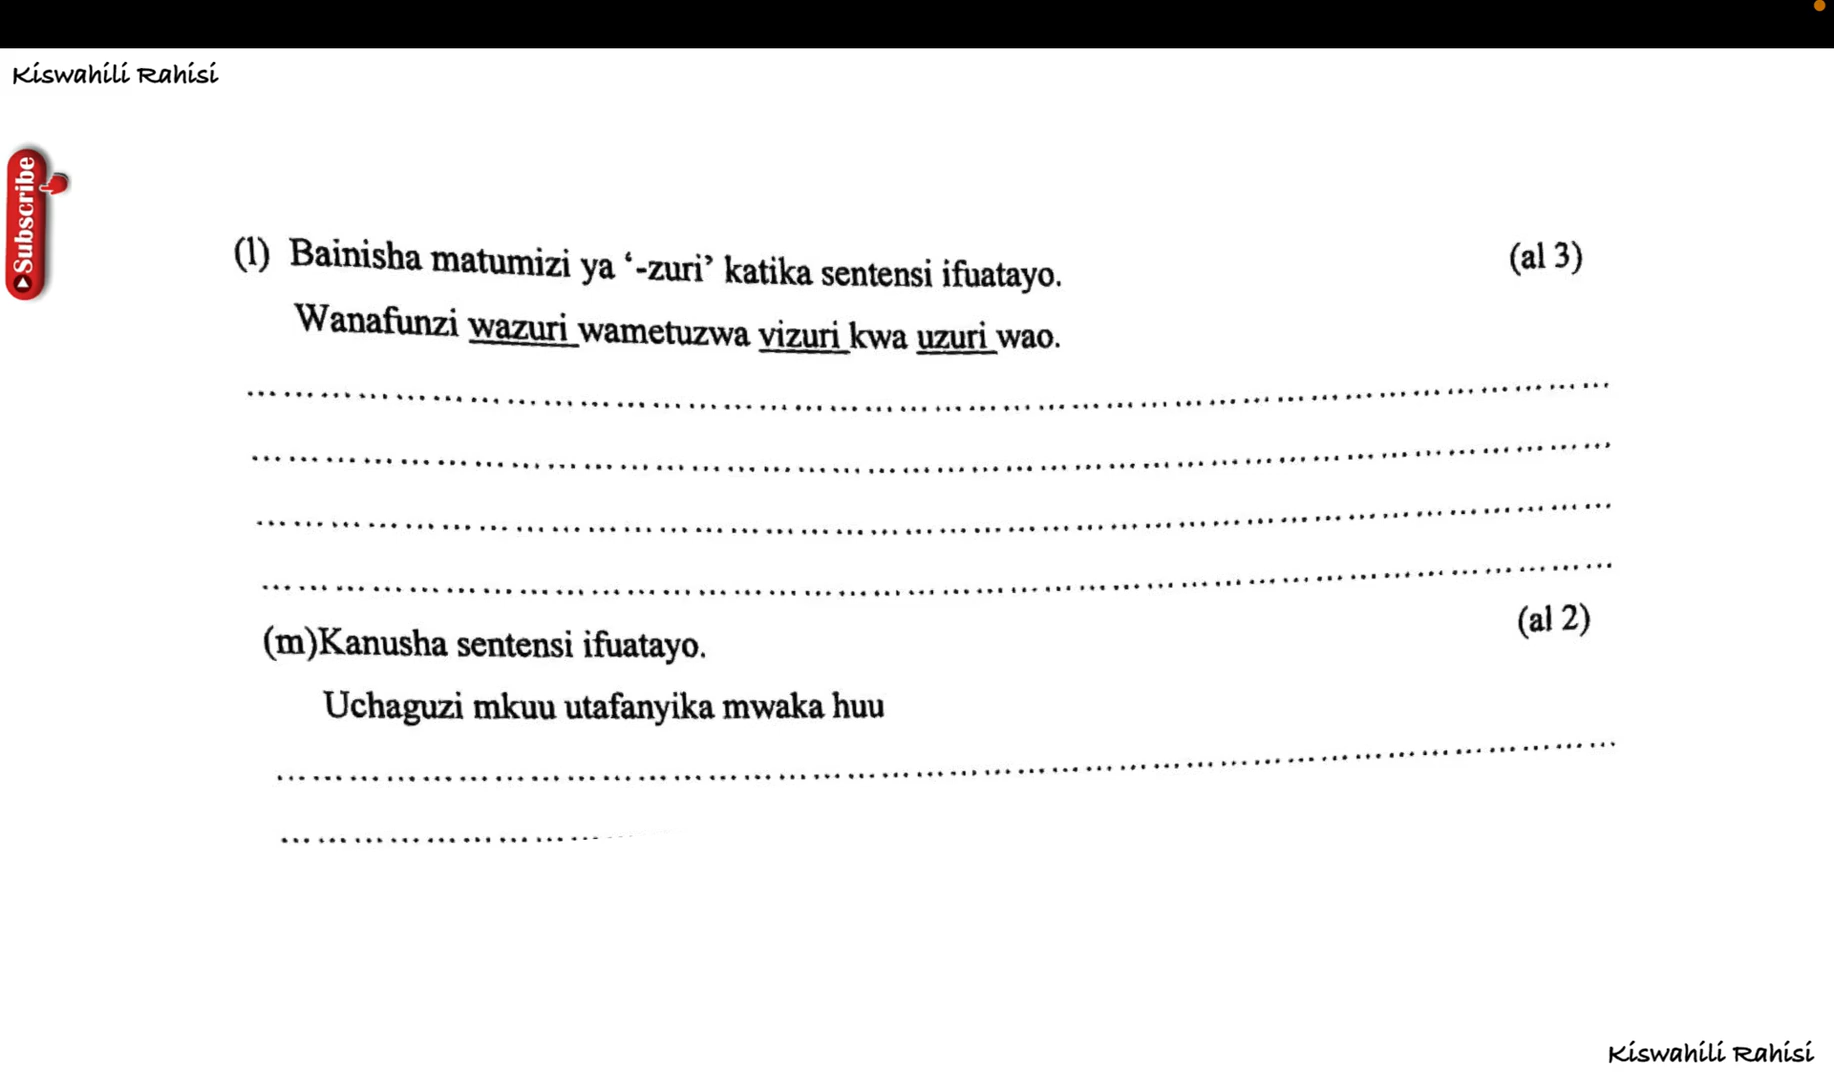 Kiswahili Rahisi
Subscribe
(l) Bainisha matumizi ya ‘-zuri’ katika sentensi ifuatayo. (al 3)
Wanafunzi wazuri wametuzwa vizuri kwa uzuri wao.
(m)Kanusha sentensi ifuatayo. (al 2)
Uchaguzi mkuu utafanyika mwaka huu
Kiswahili Rahisi